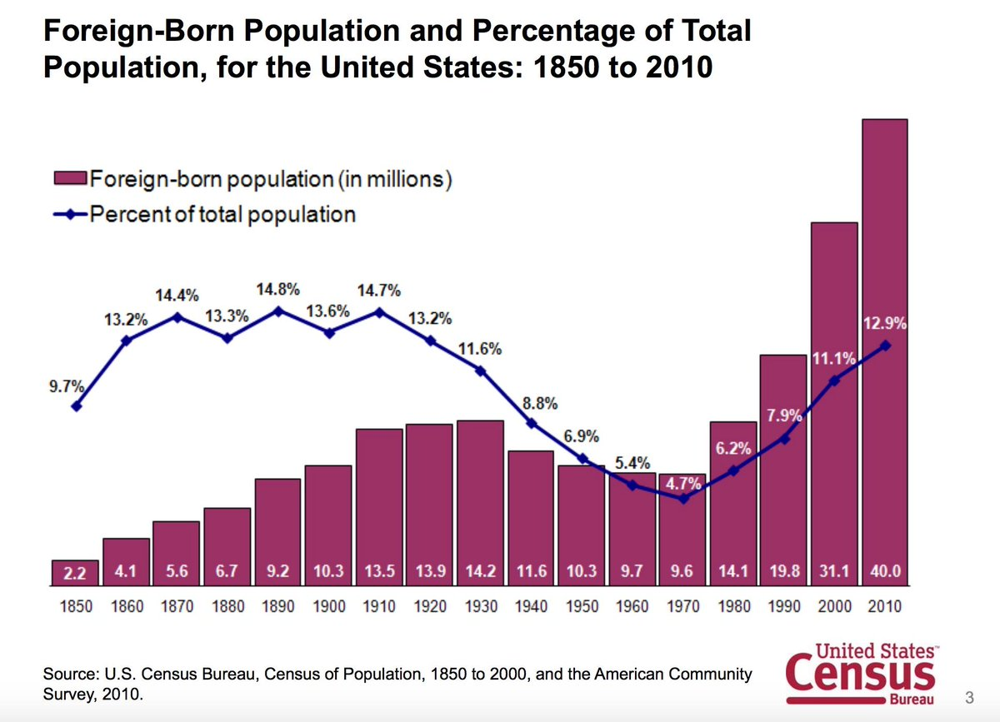 Foreign-Born Population and Percentage of Total
Population, for the United States: 1850 to 2010
Foreign-born population (in millions)
Percent of total population
9.7%
13.2%
14.4%
13.3%
14.8%
13.6%
14.7%
13.2%
11.6%
8.8%
6.9%
5.4%
4.7%
6.2%
7.9%
11.1%
12.9%
2.2 4.1 5.6 6.7 9.2 10.3 13.5 13.9 14.2 11.6 10.3 9.7 9.6 14.1 19.8 31.1 40.0
1850 1860 1870 1880 1890 1900 1910 1920 1930 1940 1950 1960 1970 1980 1990 2000 2010
Source: U.S. Census Bureau, Census of Population, 1850 to 2000, and the American Community
Survey, 2010.
United States™
Census
Bureau
3